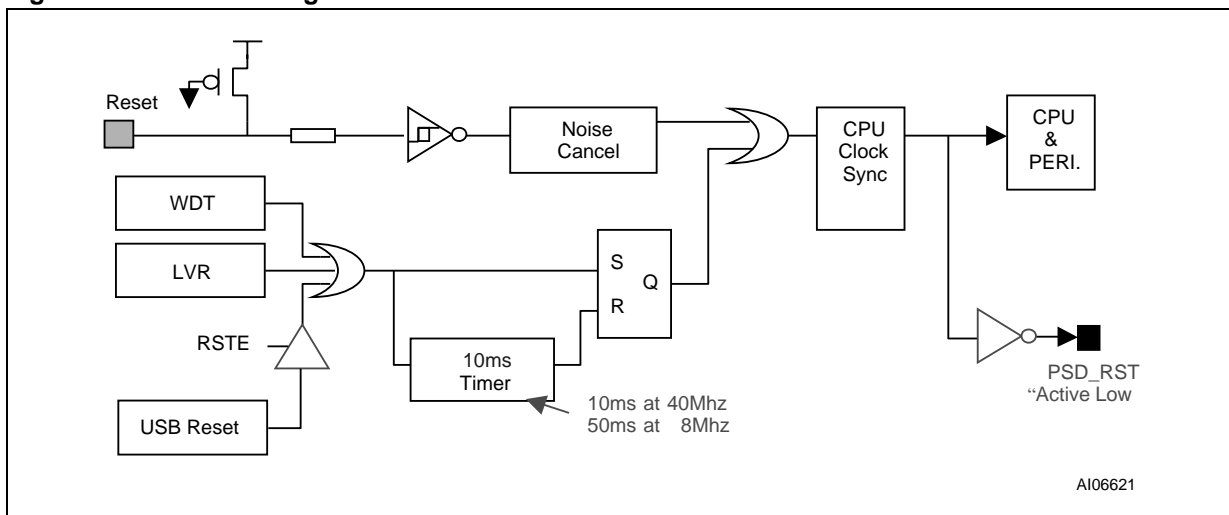 Reset
Noise
Cancel
CPU
Clock
Sync
CPU
&
PERI.
WDT
LVR
S
Q
R
RSTE
10ms
Timer
10ms at 40Mhz
50ms at 8Mhz
USB Reset
PSD_RST
“Active Low
AI06621